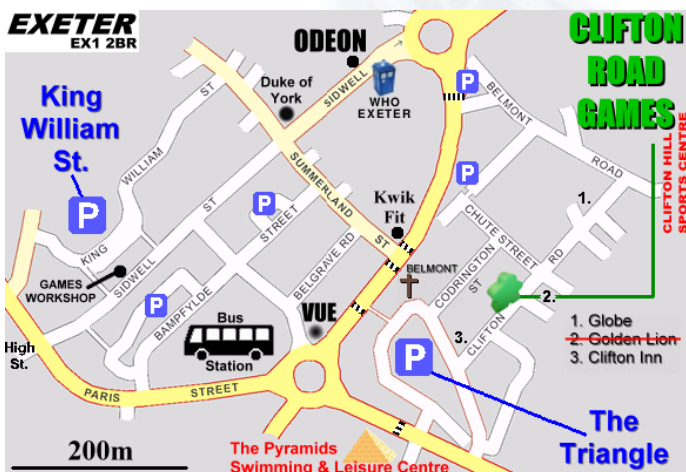 EXETER
EX1 2BR
ODEON
CLIFTON
ROAD
GAMES
King
William
St.
P
Duke of
York
SIDWELL
ST
WHO
EXETER
P
BELMONT
ROAD
CLIFTON HILL
SPORTS CENTRE
WILLIAM
ST
KING
SUMMERLAND
ST
Kwik
Fit
P
P
1.
CHUTE STREET
CODRINGTON
ST
SIDWELL
ST
GAMES
WORKSHOP
BAMPFYLDE
STREET
BELGRAVE RD
P
BELMONT
CLIFTON
RD
2.
3.
VUE
Bus
Station
High
St.
PARIS STREET
P
1. Globe
2. Golden Lion
3. Clifton Inn
The
Triangle
200m
The Pyramids
Swimming & Leisure Centre